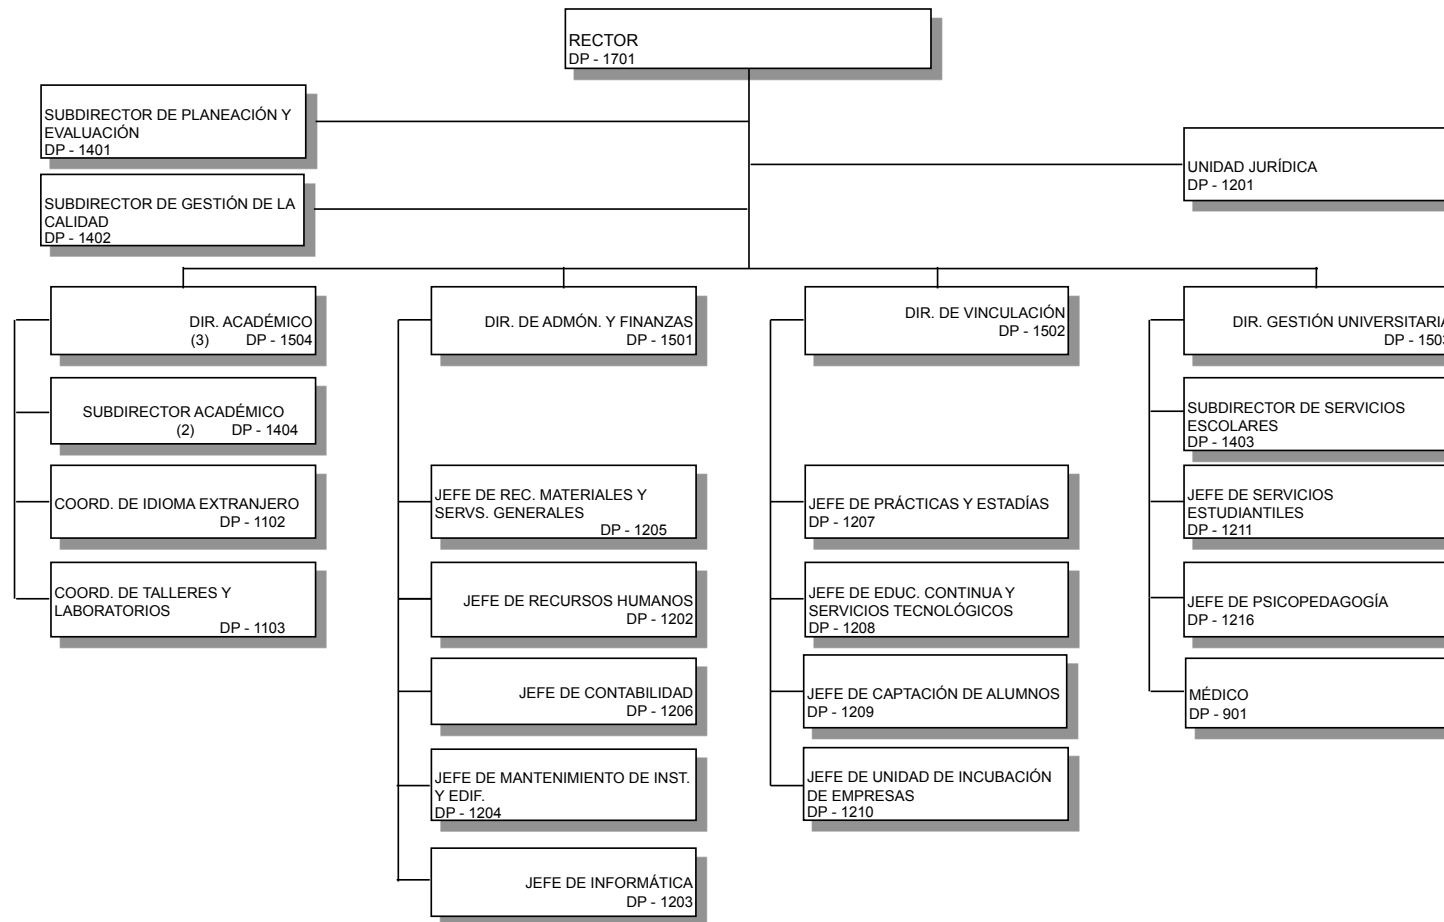 RECTOR
DP - 1701
SUBDIRECTOR DE PLANEACIÓN Y
EVALUACIÓN
DP - 1401
UNIDAD JURÍDICA
DP - 1201
SUBDIRECTOR DE GESTIÓN DE LA
CALIDAD
DP - 1402
DIR. ACADÉMICO
(3) DP - 1504
SUBDIRECTOR ACADÉMICO
(2) DP - 1404
COORD. DE IDIOMA EXTRANJERO
DP - 1102
COORD. DE TALLERES Y
LABORATORIOS
DP - 1103
DIR. DE ADMÓN. Y FINANZAS
DP - 1501
JEFE DE REC. MATERIALES Y
SERVS. GENERALES
DP - 1205
JEFE DE RECURSOS HUMANOS
DP - 1202
JEFE DE CONTABILIDAD
DP - 1206
JEFE DE MANTENIMIENTO DE INST.
Y EDIF.
DP - 1204
JEFE DE INFORMÁTICA
DP - 1203
DIR. DE VINCULACIÓN
DP - 1502
JEFE DE PRÁCTICAS Y ESTADÍAS
DP - 1207
JEFE DE EDUC. CONTINUA Y
SERVICIOS TECNOLÓGICOS
DP - 1208
JEFE DE CAPTACIÓN DE ALUMNOS
DP - 1209
JEFE DE UNIDAD DE INCUBACIÓN
DE EMPRESAS
DP - 1210
DIR. GESTIÓN UNIVERSITARIA
DP - 1503
SUBDIRECTOR DE SERVICIOS
ESCOLARES
DP - 1403
JEFE DE SERVICIOS
ESTUDIANTILES
DP - 1211
JEFE DE PSICOPEDAGOGÍA
DP - 1216
MÉDICO
DP - 901